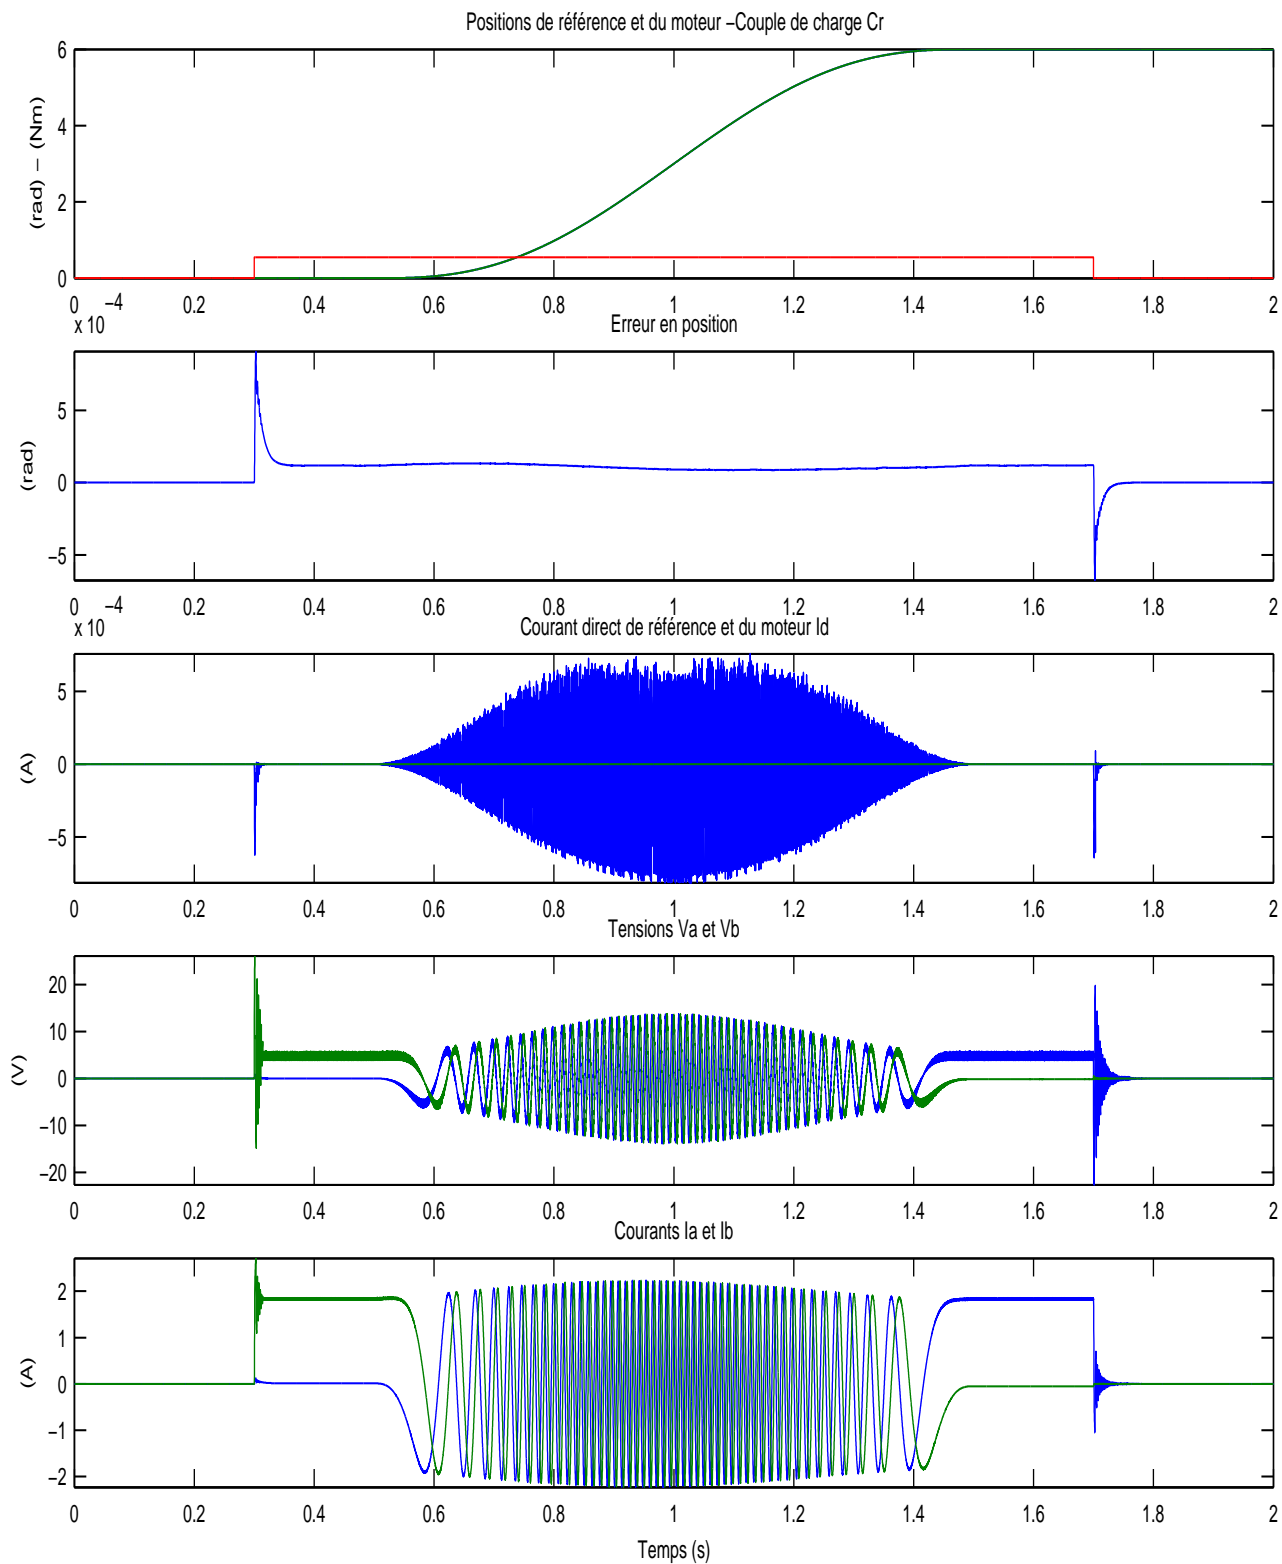 Positions de référence et du moteur −Couple de charge Cr
6
4
2
0
(rad) − (Nm)
0 0.2 0.4 0.6 0.8 1 1.2 1.4 1.6 1.8 2
x 10 −4
Erreur en position
5
0
−5
(rad)
0 0.2 0.4 0.6 0.8 1 1.2 1.4 1.6 1.8 2
x 10 −4
Courant direct de référence et du moteur Id
5
0
−5
(A)
0 0.2 0.4 0.6 0.8 1 1.2 1.4 1.6 1.8 2
Tensions Va et Vb
20
10
0
−10
−20
(V)
0 0.2 0.4 0.6 0.8 1 1.2 1.4 1.6 1.8 2
Courants Ia et Ib
2
1
0
−1
−2
(A)
0 0.2 0.4 0.6 0.8 1 1.2 1.4 1.6 1.8 2
Temps (s)